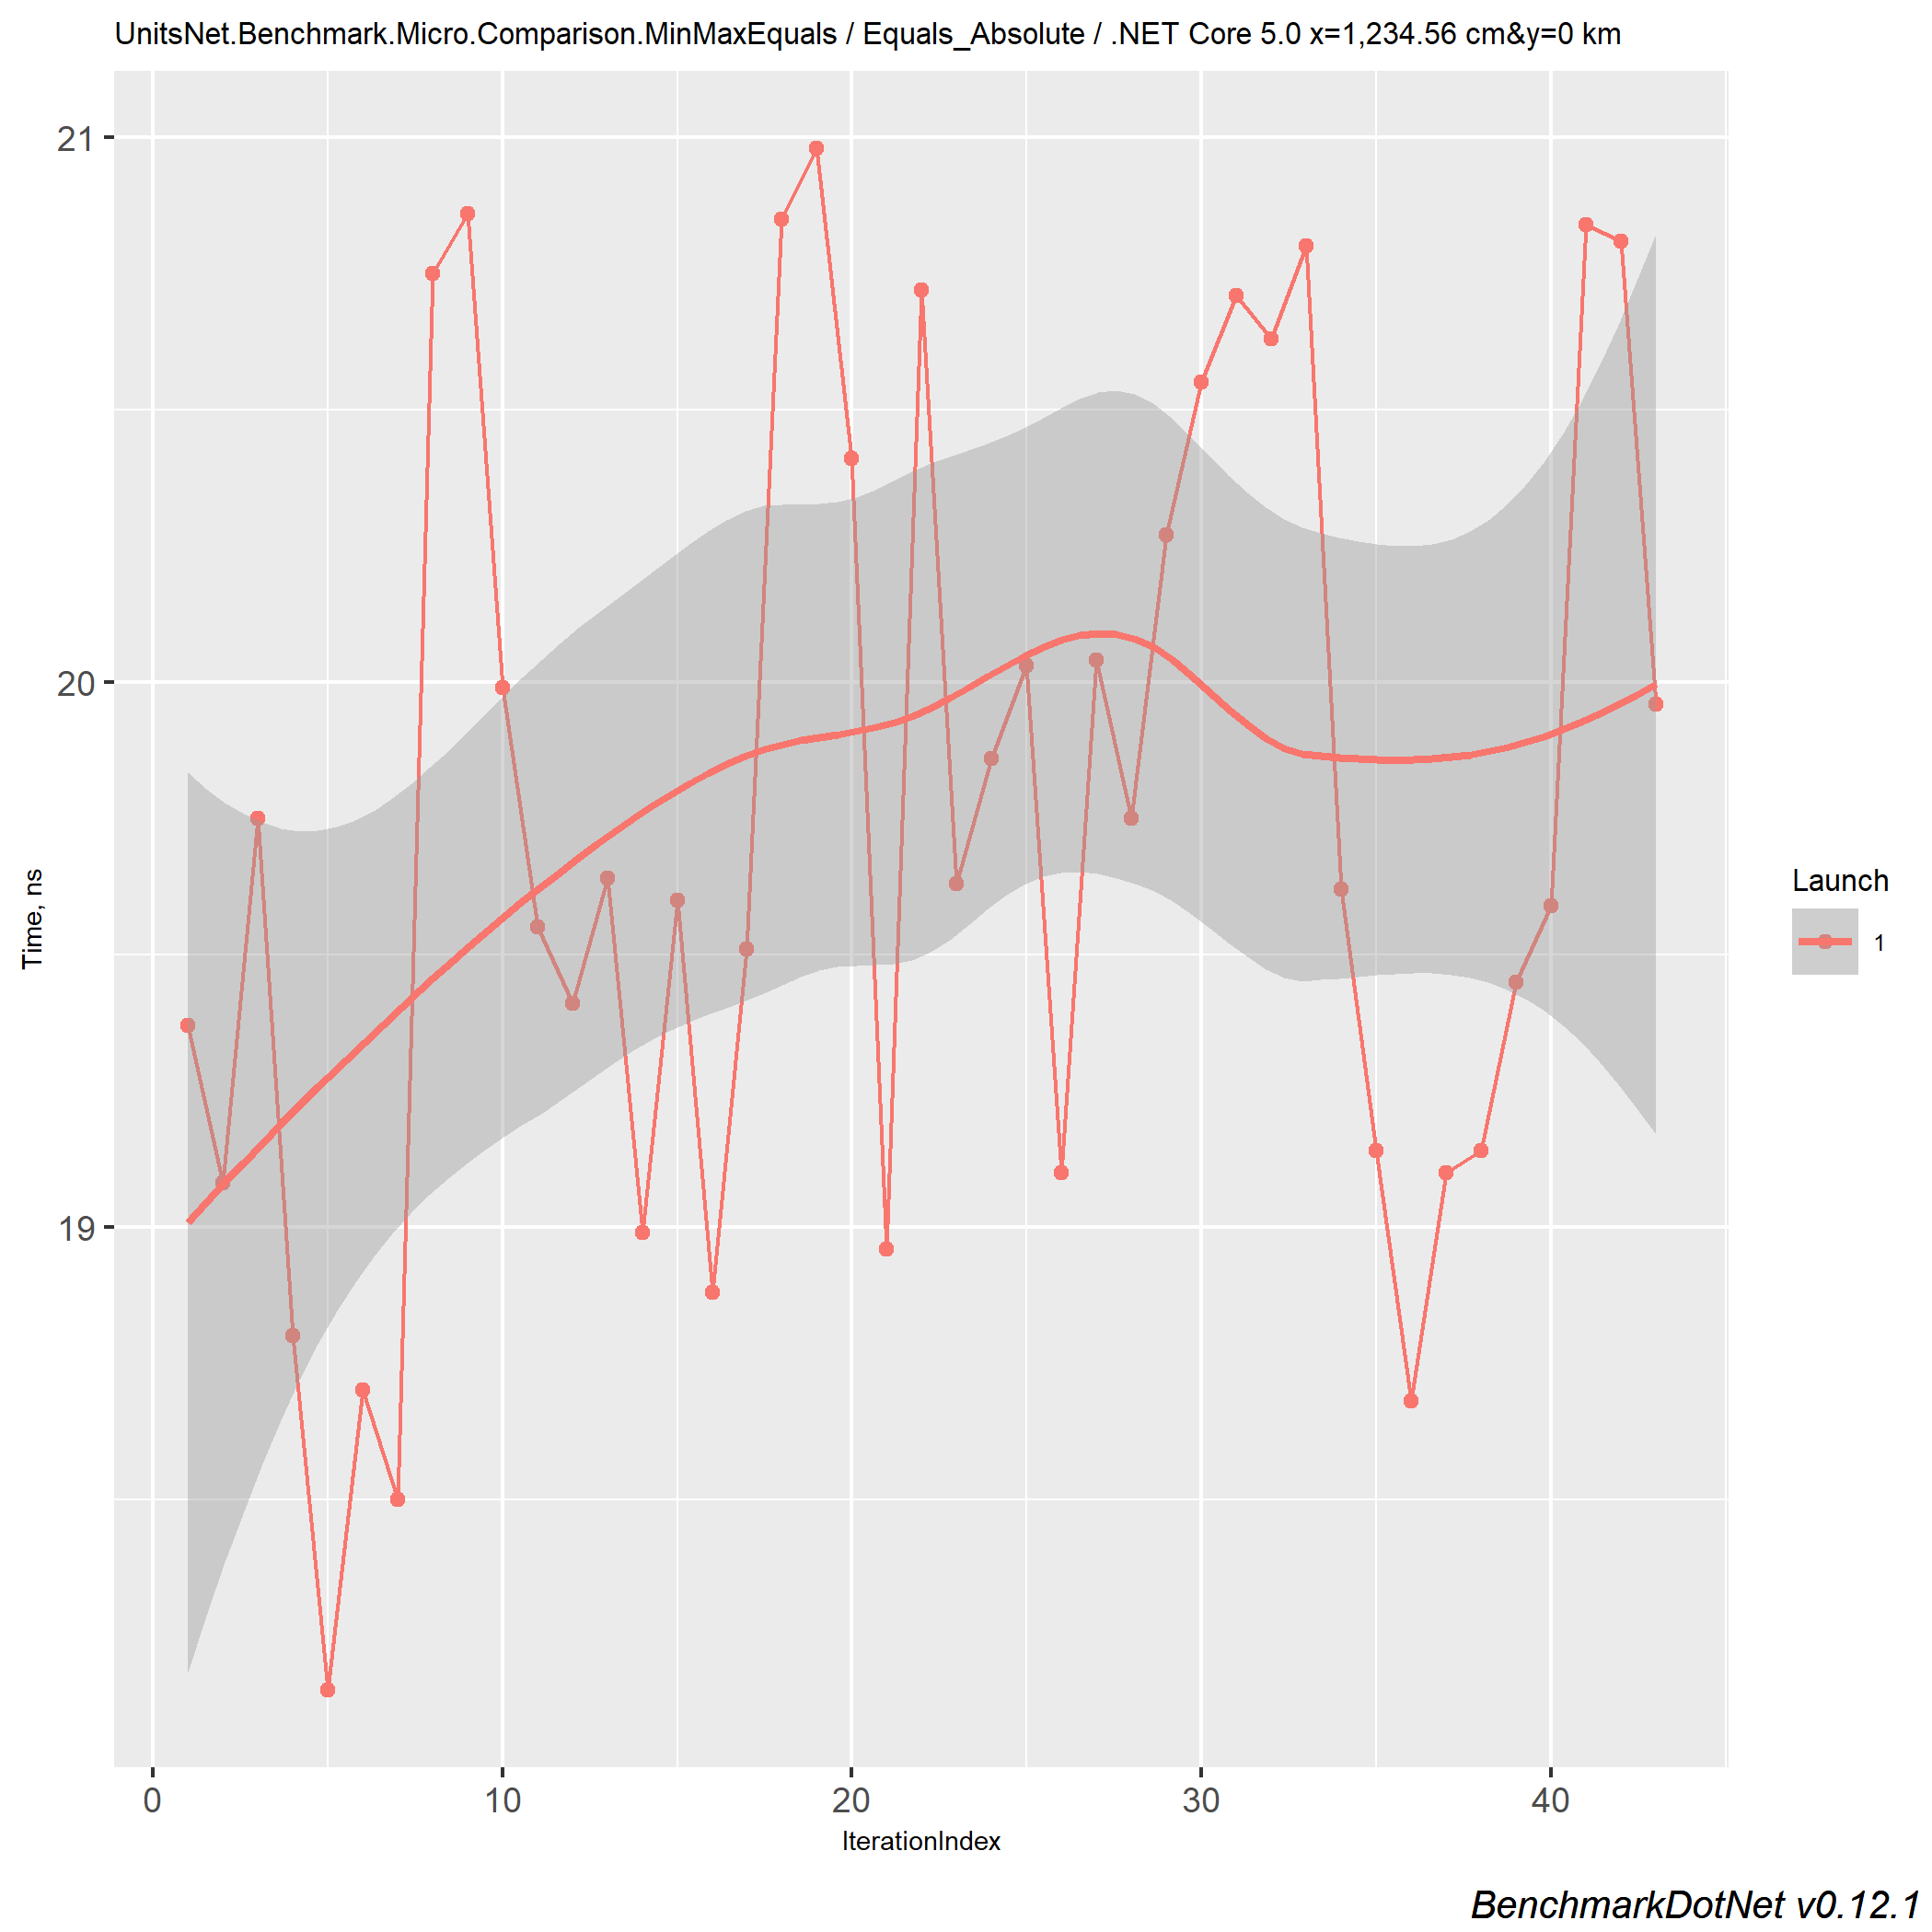 UnitsNet.Benchmark.Micro.Comparison.MinMaxEquals / Equals_Absolute / .NET Core 5.0 x=1,234.56 cm&y=0 km
21
20
19
Time, ns
0 10 20 30 40
IterationIndex
Launch
1
BenchmarkDotNet v0.12.1